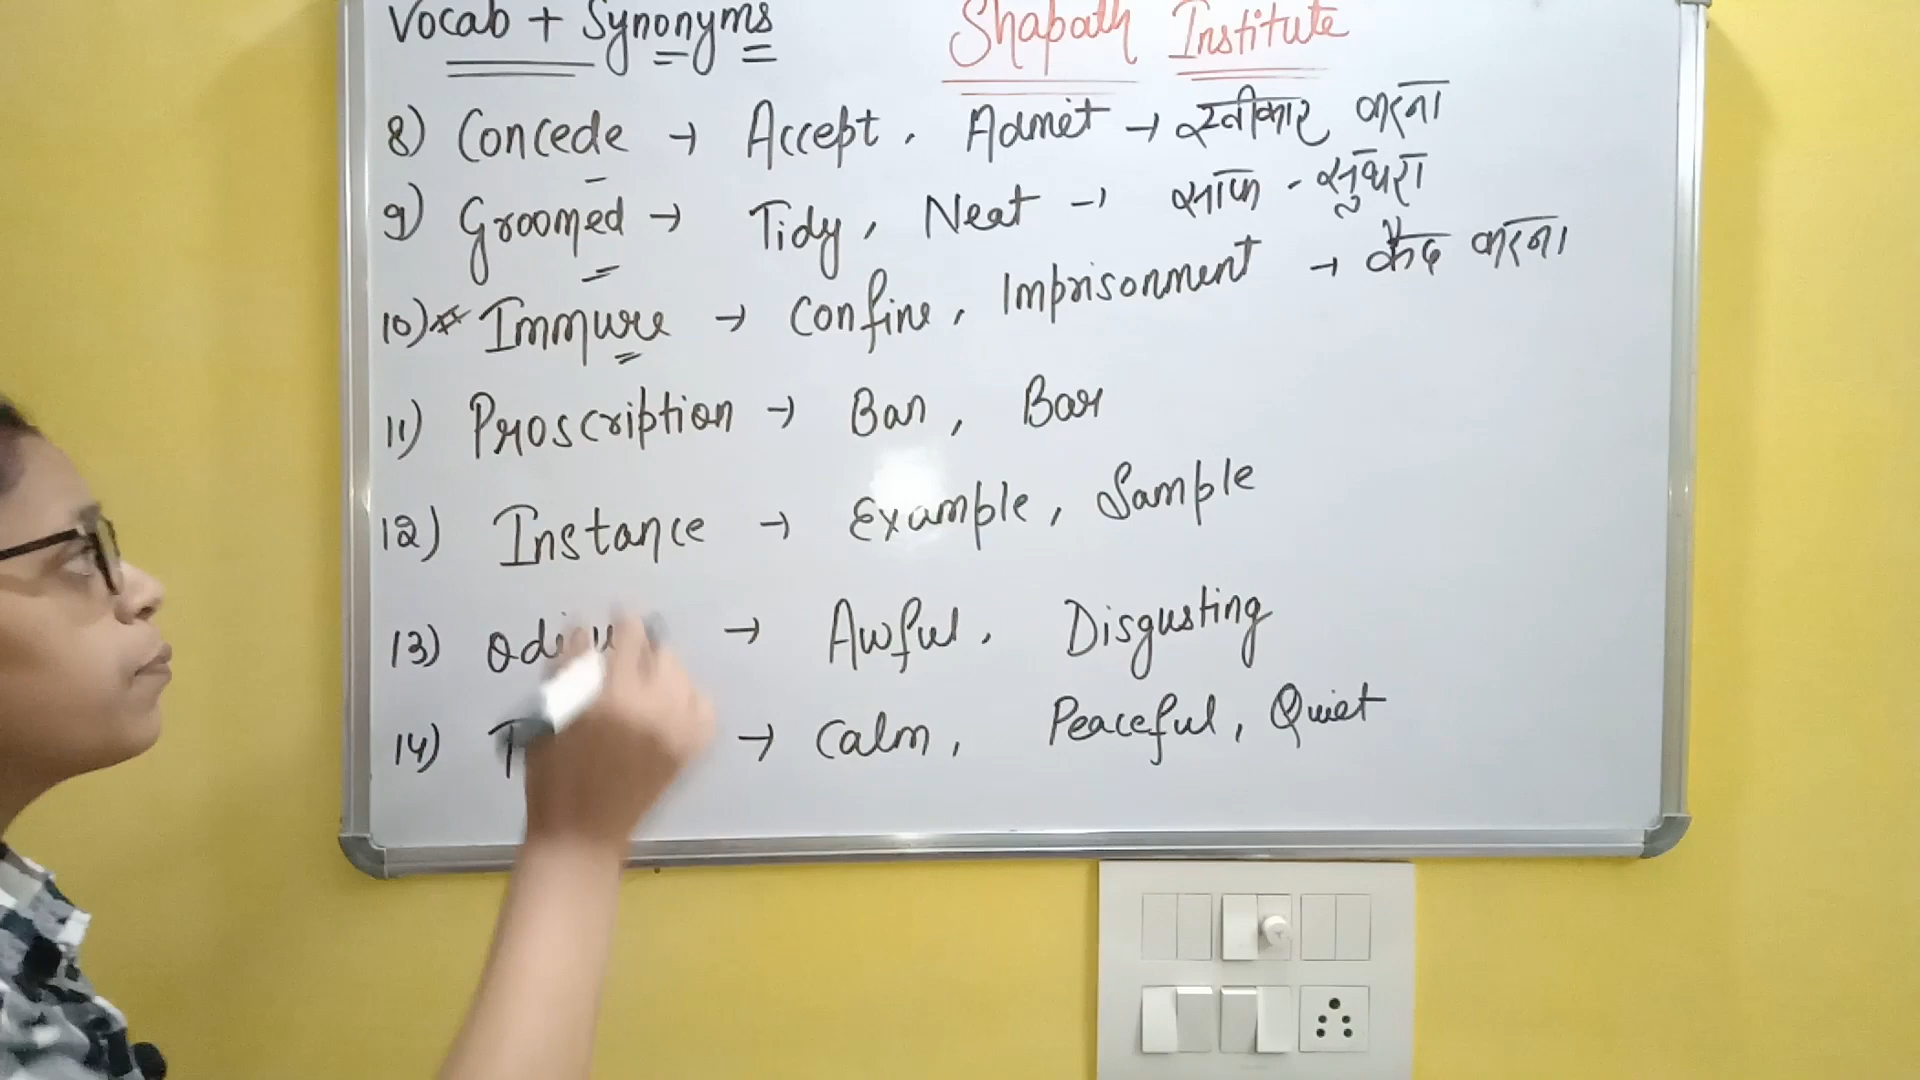 Vocab + Synonyms Shapath Institute
8) Concede → Accept, Admit → स्वीकार करना
9) Groomed → Tidy, Neat → साफ - सुथरा
10) * Immure → Confine, Imprisonment → कैद करना
11) Proscription → Ban, Bar
12) Instance → Example, Sample
13) → Awful, Disgusting
14) → Calm, Peaceful, Quiet